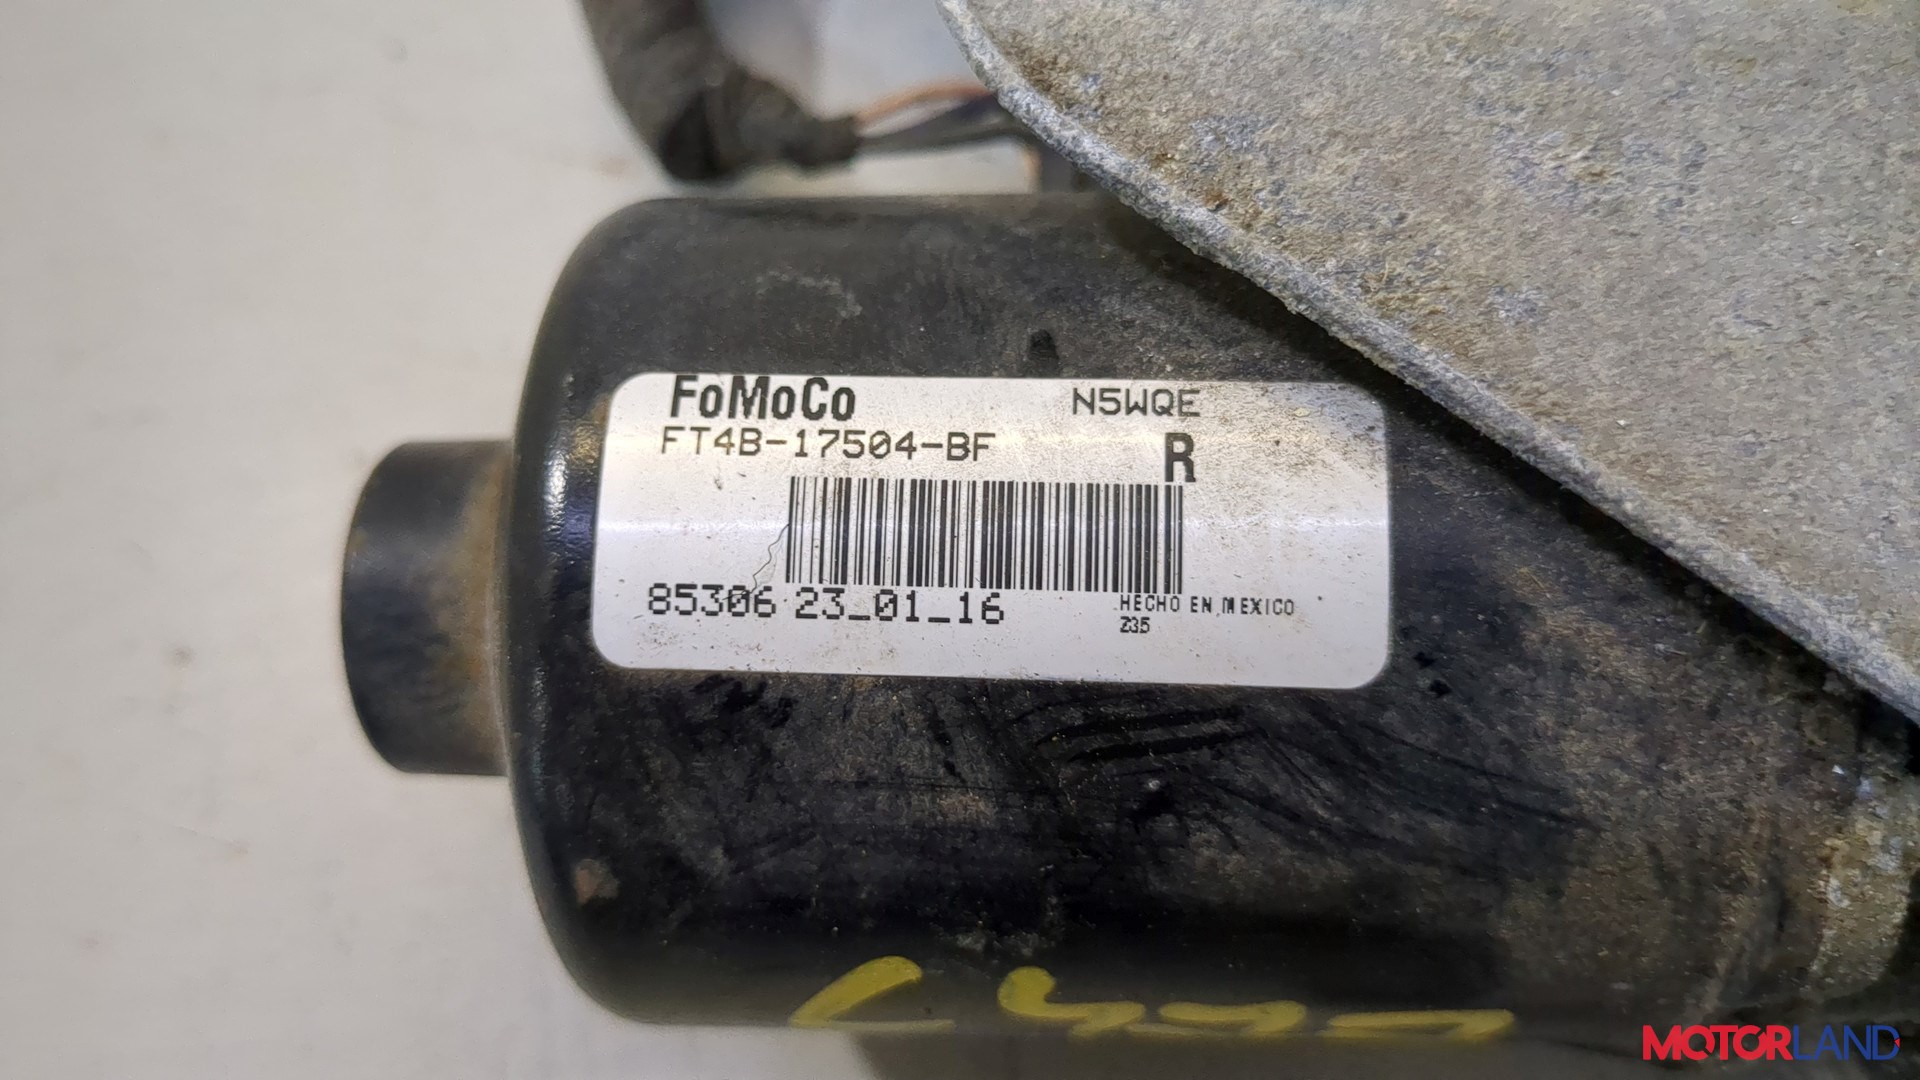 FoMoCo N5WQE
FT4B-17504-BF R
85306 23_01_16 HECHO EN MEXICO
Z35
MOTORLAND